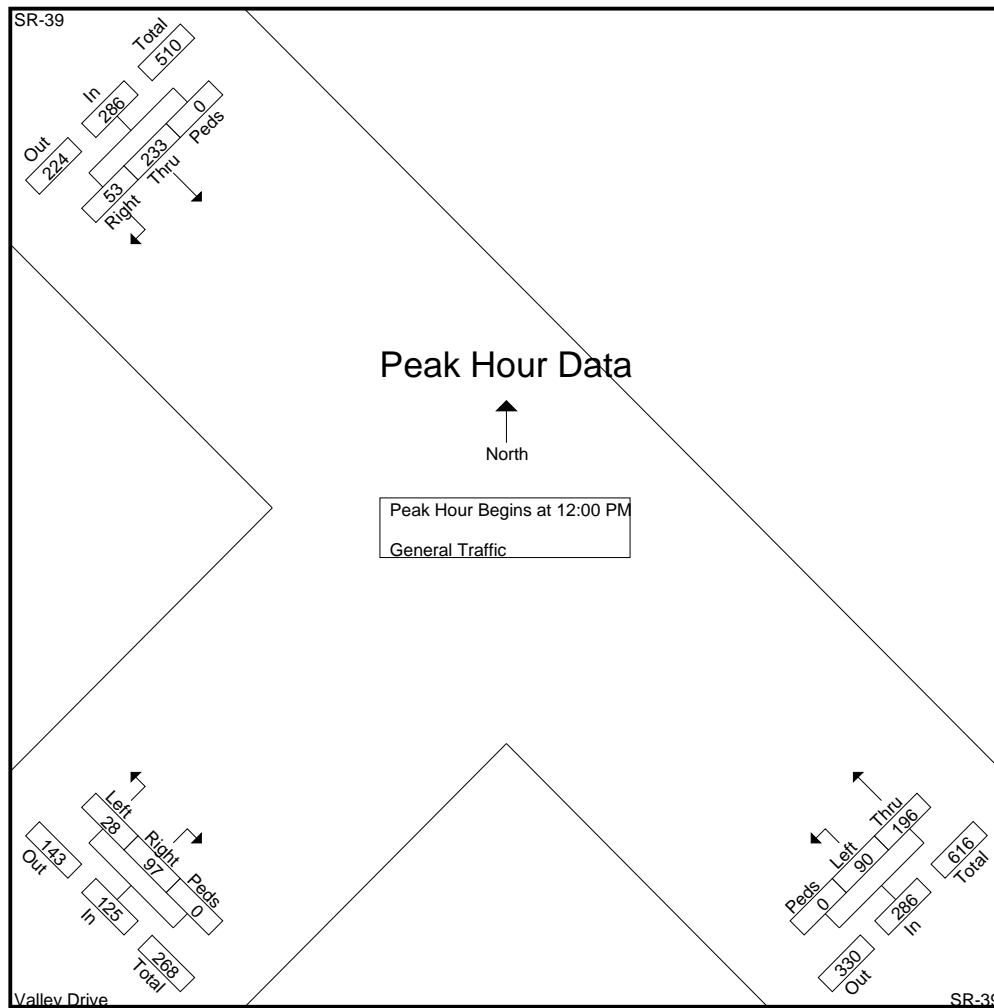 SR-39
Out
In
Total
224
286
510
Right
Thru
Peds
53
233
0
Peak Hour Data
North
Peak Hour Begins at 12:00 PM
General Traffic
Left
Right
Peds
28
97
0
Out
In
Total
143
125
268
Valley Drive
Peds
Left
Thru
0
90
196
Out
In
Total
330
286
616
SR-39